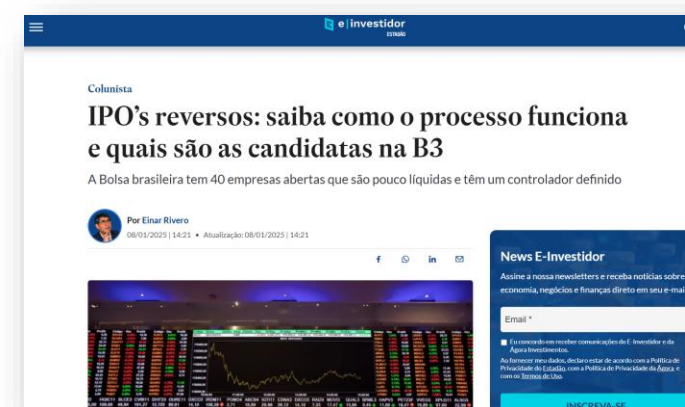 e|investidor
ESTADÃO
Colunista
IPO's reversos: saiba como o processo funciona
e quais são as candidatas na B3
A Bolsa brasileira tem 40 empresas abertas que são pouco líquidas e têm um controlador definido
Por Einar Rivero
08/01/2025 | 14:21 • Atualização: 08/01/2025 | 14:21
News E-Investidor
Assine a nossa newsletters e receba notícias sobre
economia, negócios e finanças direto em seu e-mail
Email *
Eu concordo em receber comunicações do E-Investidor e da
Ágora Investimentos.
Ao fornecer meu dados, declaro estar de acordo com a Política de
Privacidade do Estadão, com a Política de Privacidade da Ágora e
com os Termos de Uso.
INSCREVA-SE